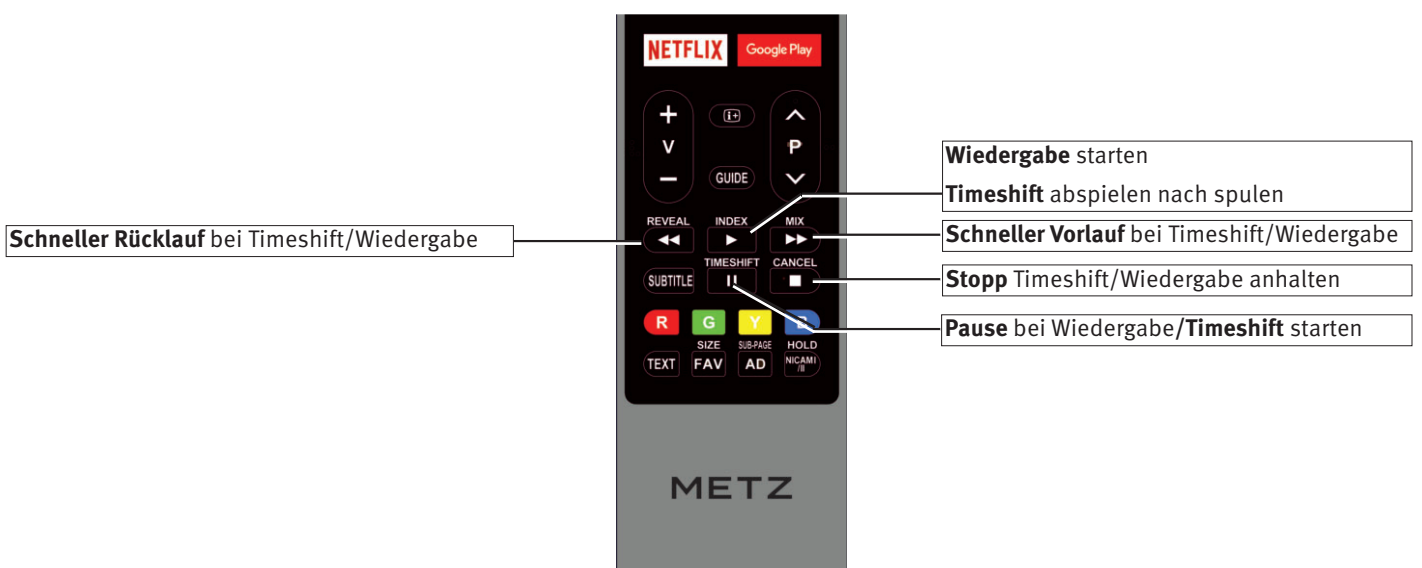 NETFLIX Google Play
+ i+
V P
− GUIDE
Wiedergabe starten
Timeshift abspielen nach spulen
REVEAL INDEX MIX
Schneller Rücklauf bei Timeshift/Wiedergabe
Schneller Vorlauf bei Timeshift/Wiedergabe
TIMESHIFT CANCEL
SUBTITLE
Stopp Timeshift/Wiedergabe anhalten
R G Y B
Pause bei Wiedergabe/Timeshift starten
SIZE SUB-PAGE HOLD
TEXT FAV AD NICAMI
/II
METZ